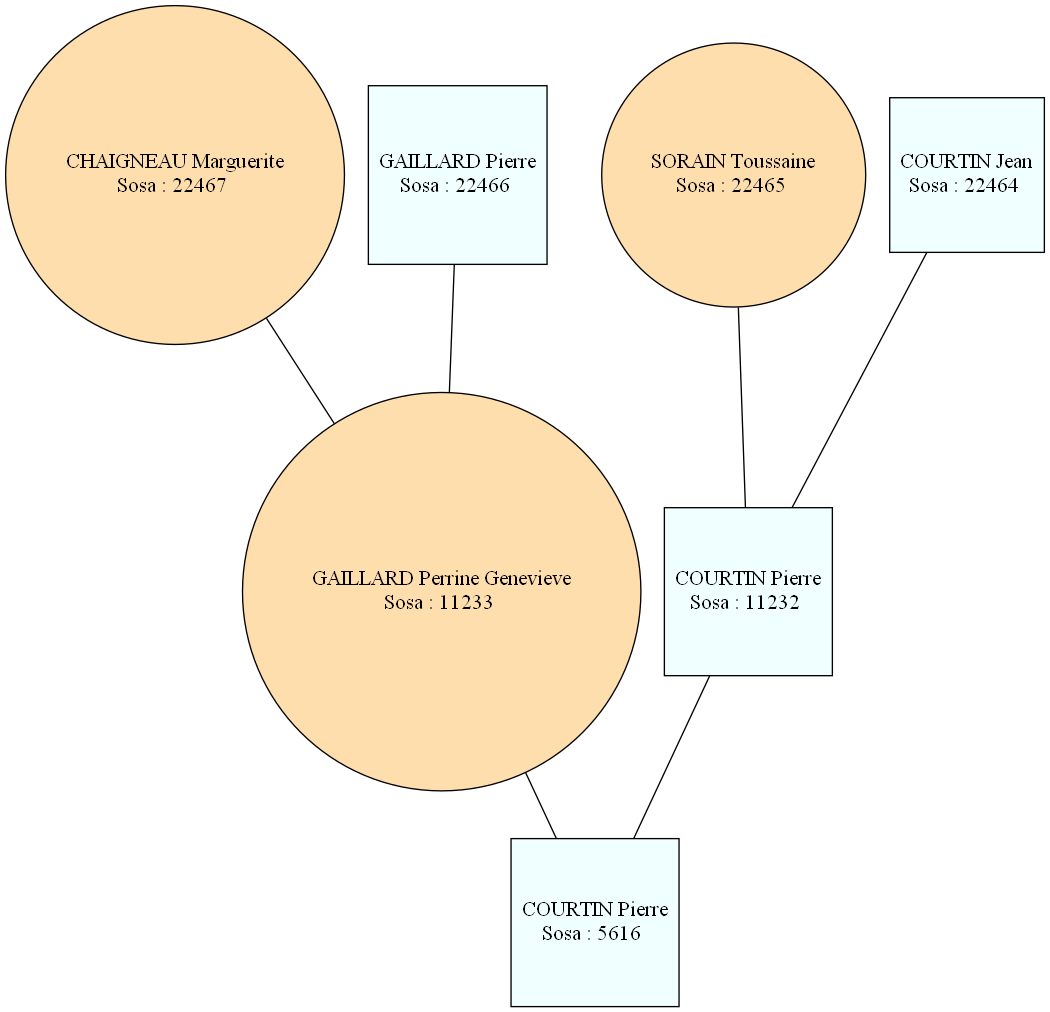 CHAIGNEAU Marguerite
Sosa : 22467
GAILLARD Pierre
Sosa : 22466
SORAIN Toussaine
Sosa : 22465
COURTIN Jean
Sosa : 22464
GAILLARD Perrine Genevieve
Sosa : 11233
COURTIN Pierre
Sosa : 11232
COURTIN Pierre
Sosa : 5616